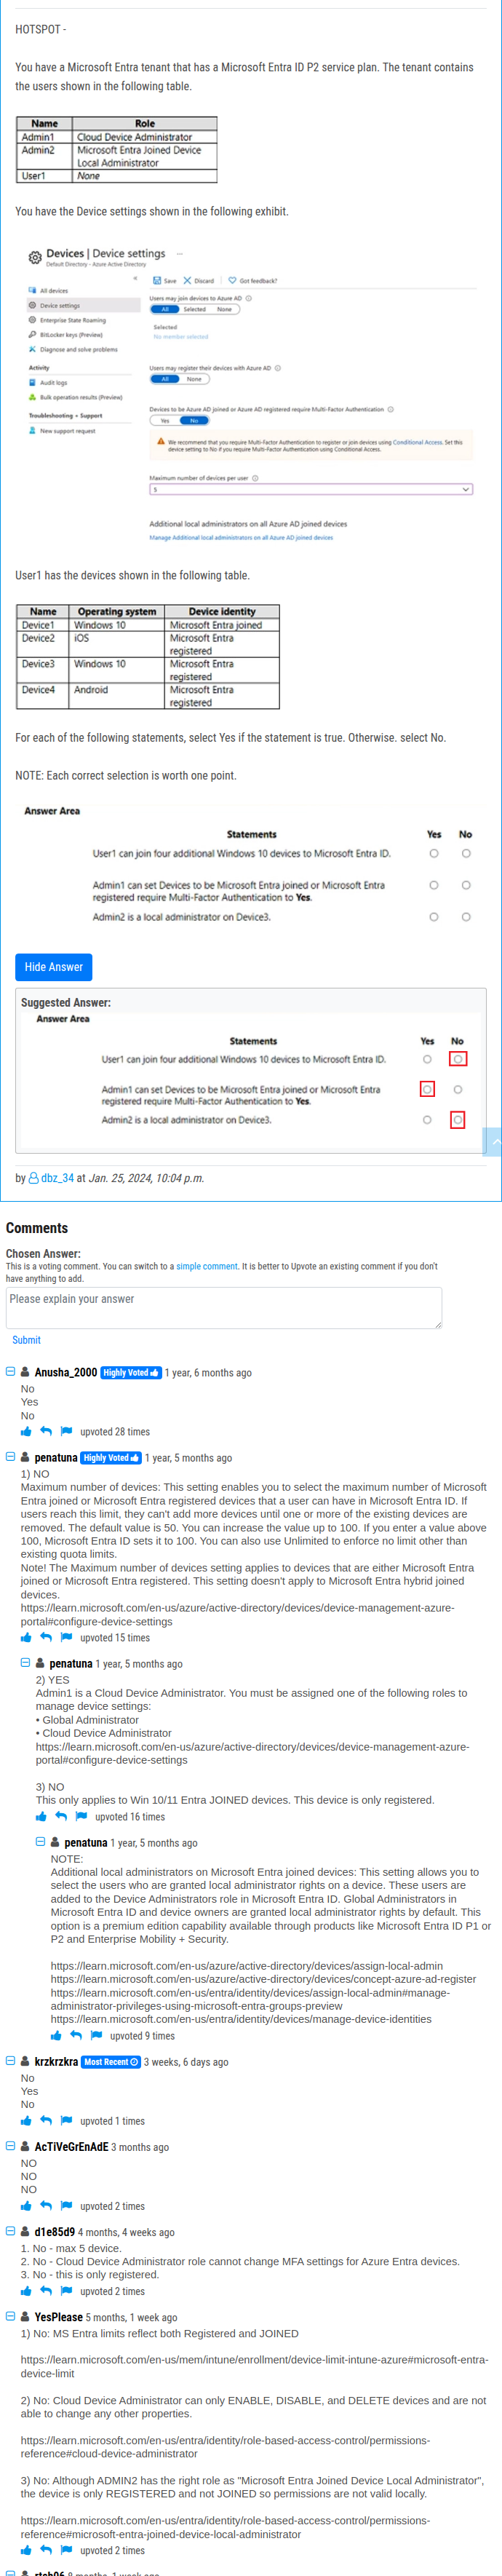 HOTSPOT -
You have a Microsoft Entra tenant that has a Microsoft Entra ID P2 service plan. The tenant contains
the users shown in the following table.
Name Role
Admin1 Cloud Device Administrator
Admin2 Microsoft Entra Joined Device
Local Administrator
User1 None
You have the Device settings shown in the following exhibit.
Devices | Device settings ...
Default Directory - Azure Active Directory
«
Save Discard Got feedback?
All devices
Device settings
Enterprise State Roaming
BitLocker keys (Preview)
Diagnose and solve problems
Activity
Audit logs
Bulk operation results (Preview)
Troubleshooting + Support
New support request
Users may join devices to Azure AD
All Selected None
Selected
No member selected
Users may register their devices with Azure AD
All None
Devices to be Azure AD joined or Azure AD registered require Multi-Factor Authentication
Yes No
We recommend that you require Multi-Factor Authentication to register or join devices using Conditional Access. Set this
device setting to No if you require Multi-Factor Authentication using Conditional Access.
Maximum number of devices per user
5
Additional local administrators on all Azure AD joined devices
Manage Additional local administrators on all Azure AD joined devices
User1 has the devices shown in the following table.
Name Operating system Device identity
Device1 Windows 10 Microsoft Entra joined
Device2 iOS Microsoft Entra
registered
Device3 Windows 10 Microsoft Entra
registered
Device4 Android Microsoft Entra
registered
For each of the following statements, select Yes if the statement is true. Otherwise. select No.
NOTE: Each correct selection is worth one point.
Answer Area
Statements Yes No
User1 can join four additional Windows 10 devices to Microsoft Entra ID.
Admin1 can set Devices to be Microsoft Entra joined or Microsoft Entra
registered require Multi-Factor Authentication to Yes.
Admin2 is a local administrator on Device3.
Hide Answer
Suggested Answer:
Answer Area
Statements Yes No
User1 can join four additional Windows 10 devices to Microsoft Entra ID.
Admin1 can set Devices to be Microsoft Entra joined or Microsoft Entra
registered require Multi-Factor Authentication to Yes.
Admin2 is a local administrator on Device3.
by dbz_34 at Jan. 25, 2024, 10:04 p.m.
Comments
Chosen Answer:
This is a voting comment. You can switch to a simple comment. It is better to Upvote an existing comment if you don't
have anything to add.
Please explain your answer
Submit
Anusha_2000 Highly Voted 1 year, 6 months ago
No
Yes
No
upvoted 28 times
penatuna Highly Voted 1 year, 5 months ago
1) NO
Maximum number of devices: This setting enables you to select the maximum number of Microsoft
Entra joined or Microsoft Entra registered devices that a user can have in Microsoft Entra ID. If
users reach this limit, they can't add more devices until one or more of the existing devices are
removed. The default value is 50. You can increase the value up to 100. If you enter a value above
100, Microsoft Entra ID sets it to 100. You can also use Unlimited to enforce no limit other than
existing quota limits.
Note! The Maximum number of devices setting applies to devices that are either Microsoft Entra
joined or Microsoft Entra registered. This setting doesn't apply to Microsoft Entra hybrid joined
devices.
https://learn.microsoft.com/en-us/azure/active-directory/devices/device-management-azure-
portal#configure-device-settings
upvoted 15 times
penatuna 1 year, 5 months ago
2) YES
Admin1 is a Cloud Device Administrator. You must be assigned one of the following roles to
manage device settings:
• Global Administrator
• Cloud Device Administrator
https://learn.microsoft.com/en-us/azure/active-directory/devices/device-management-azure-
portal#configure-device-settings
3) NO
This only applies to Win 10/11 Entra JOINED devices. This device is only registered.
upvoted 16 times
penatuna 1 year, 5 months ago
NOTE:
Additional local administrators on Microsoft Entra joined devices: This setting allows you to
select the users who are granted local administrator rights on a device. These users are
added to the Device Administrators role in Microsoft Entra ID. Global Administrators in
Microsoft Entra ID and device owners are granted local administrator rights by default. This
option is a premium edition capability available through products like Microsoft Entra ID P1 or
P2 and Enterprise Mobility + Security.
https://learn.microsoft.com/en-us/azure/active-directory/devices/assign-local-admin
https://learn.microsoft.com/en-us/azure/active-directory/devices/concept-azure-ad-register
https://learn.microsoft.com/en-us/entra/identity/devices/assign-local-admin#manage-
administrator-privileges-using-microsoft-entra-groups-preview
https://learn.microsoft.com/en-us/entra/identity/devices/manage-device-identities
upvoted 9 times
krzkrzkra Most Recent 3 weeks, 6 days ago
No
Yes
No
upvoted 1 times
AcTiVeGrEnAdE 3 months ago
NO
NO
NO
upvoted 2 times
d1e85d9 4 months, 4 weeks ago
1. No - max 5 device.
2. No - Cloud Device Administrator role cannot change MFA settings for Azure Entra devices.
3. No - this is only registered.
upvoted 2 times
YesPlease 5 months, 1 week ago
1) No: MS Entra limits reflect both Registered and JOINED
https://learn.microsoft.com/en-us/mem/intune/enrollment/device-limit-intune-azure#microsoft-entra-
device-limit
2) No: Cloud Device Administrator can only ENABLE, DISABLE, and DELETE devices and are not
able to change any other properties.
https://learn.microsoft.com/en-us/entra/identity/role-based-access-control/permissions-
reference#cloud-device-administrator
3) No: Although ADMIN2 has the right role as "Microsoft Entra Joined Device Local Administrator",
the device is only REGISTERED and not JOINED so permissions are not valid locally.
https://learn.microsoft.com/en-us/entra/identity/role-based-access-control/permissions-
reference#microsoft-entra-joined-device-local-administrator
upvoted 2 times